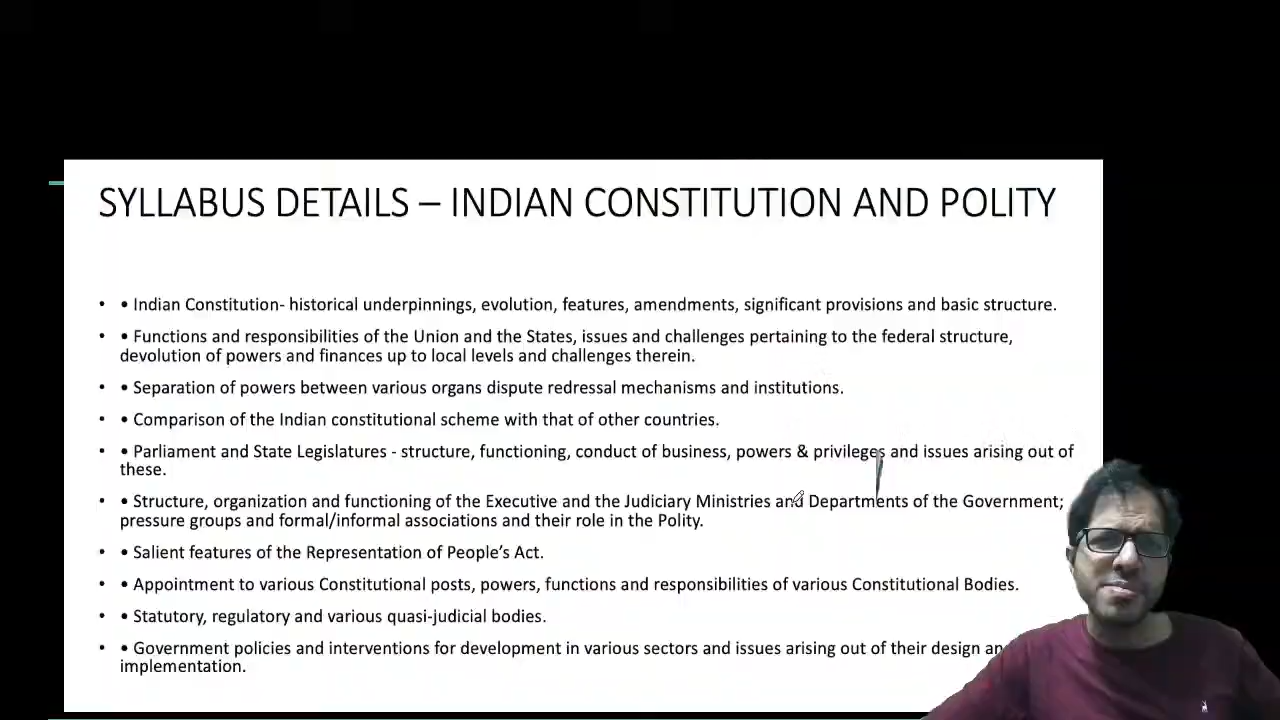 SYLLABUS DETAILS – INDIAN CONSTITUTION AND POLITY
• • Indian Constitution- historical underpinnings, evolution, features, amendments, significant provisions and basic structure.
• • Functions and responsibilities of the Union and the States, issues and challenges pertaining to the federal structure,
devolution of powers and finances up to local levels and challenges therein.
• • Separation of powers between various organs dispute redressal mechanisms and institutions.
• • Comparison of the Indian constitutional scheme with that of other countries.
• • Parliament and State Legislatures - structure, functioning, conduct of business, powers & privileges and issues arising out of
these.
• • Structure, organization and functioning of the Executive and the Judiciary Ministries and Departments of the Government;
pressure groups and formal/informal associations and their role in the Polity.
• • Salient features of the Representation of People's Act.
• • Appointment to various Constitutional posts, powers, functions and responsibilities of various Constitutional Bodies.
• • Statutory, regulatory and various quasi-judicial bodies.
• • Government policies and interventions for development in various sectors and issues arising out of their design
implementation.